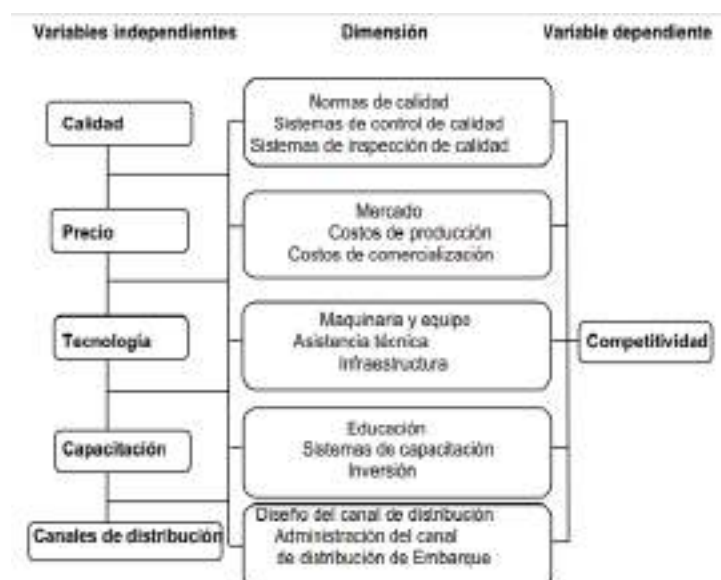 Variables independientes
Dimensión
Variable dependiente
Calidad
Normas de calidad
Sistemas de control de calidad
Sistemas de inspección de calidad
Precio
Mercado
Costos de producción
Costos de comercialización
Tecnología
Maquinaria y equipo
Asistencia técnica
Infraestructura
Competitividad
Capacitación
Educación
Sistemas de capacitación
Inversión
Canales de distribución
Diseño del canal de distribución
Administración del canal
de distribución de Embarque